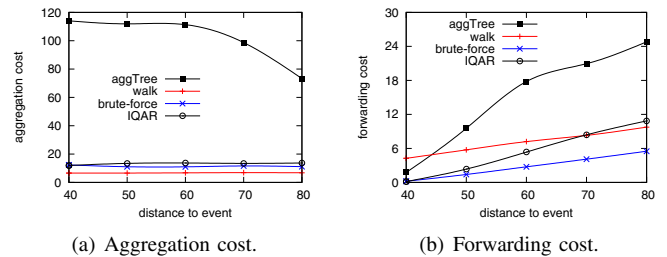 120
100
80
60
40
20
0
aggregation cost
aggTree
walk
brute-force
IQAR
40 50 60 70 80
distance to event
(a) Aggregation cost.
30
24
18
12
6
0
forwarding cost
aggTree
walk
brute-force
IQAR
40 50 60 70 80
distance to event
(b) Forwarding cost.